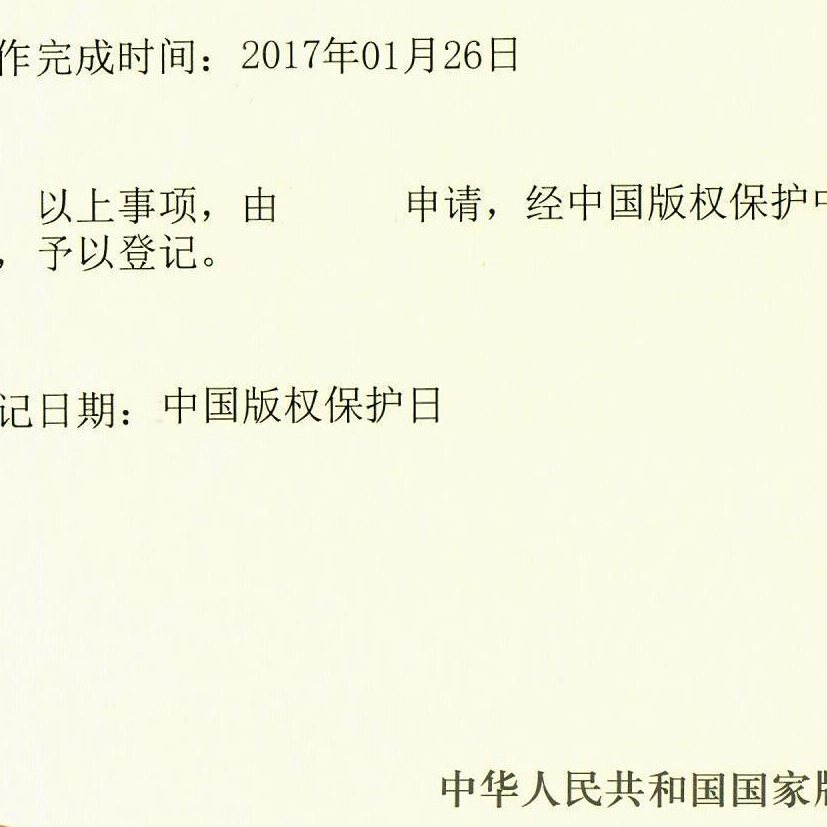 作完成时间：2017年01月26日
以上事项，由 申请，经中国版权保护中
，予以登记。
记日期：中国版权保护日
中华人民共和国国家版